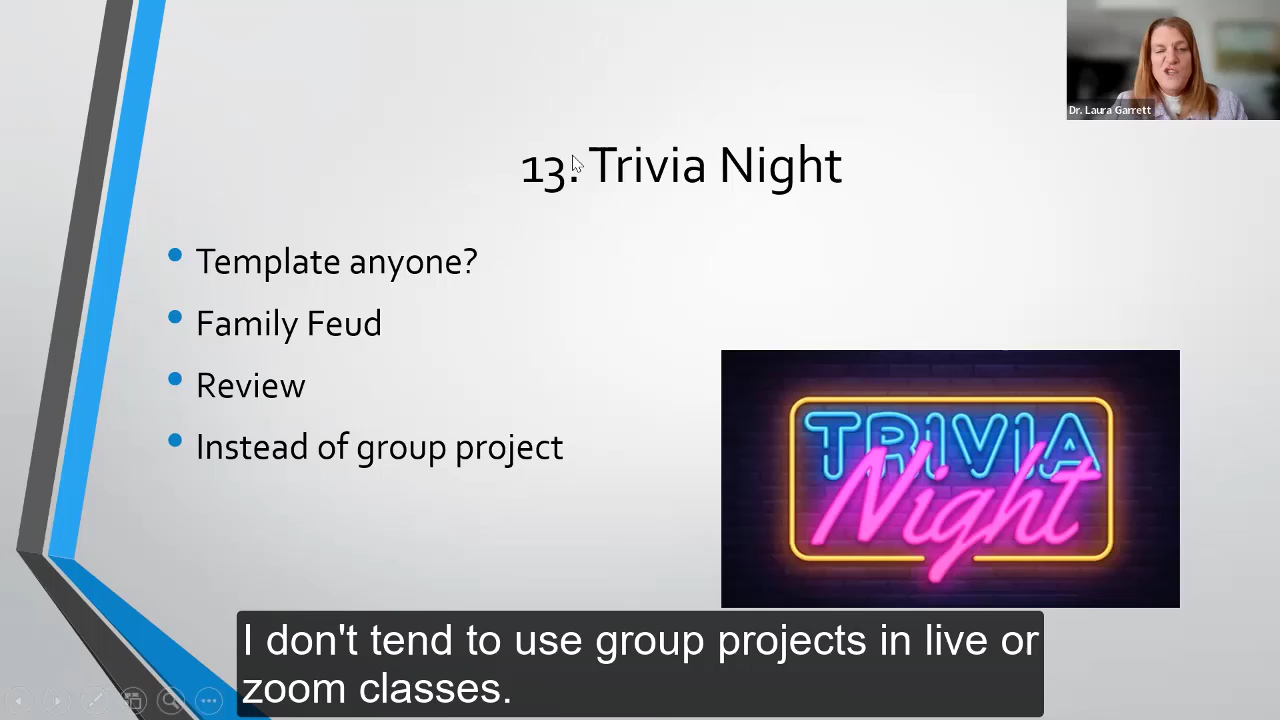 Dr. Laura Garrett
13. Trivia Night
Template anyone?
Family Feud
Review
Instead of group project
TRIVIA
Night
I don't tend to use group projects in live or
zoom classes.